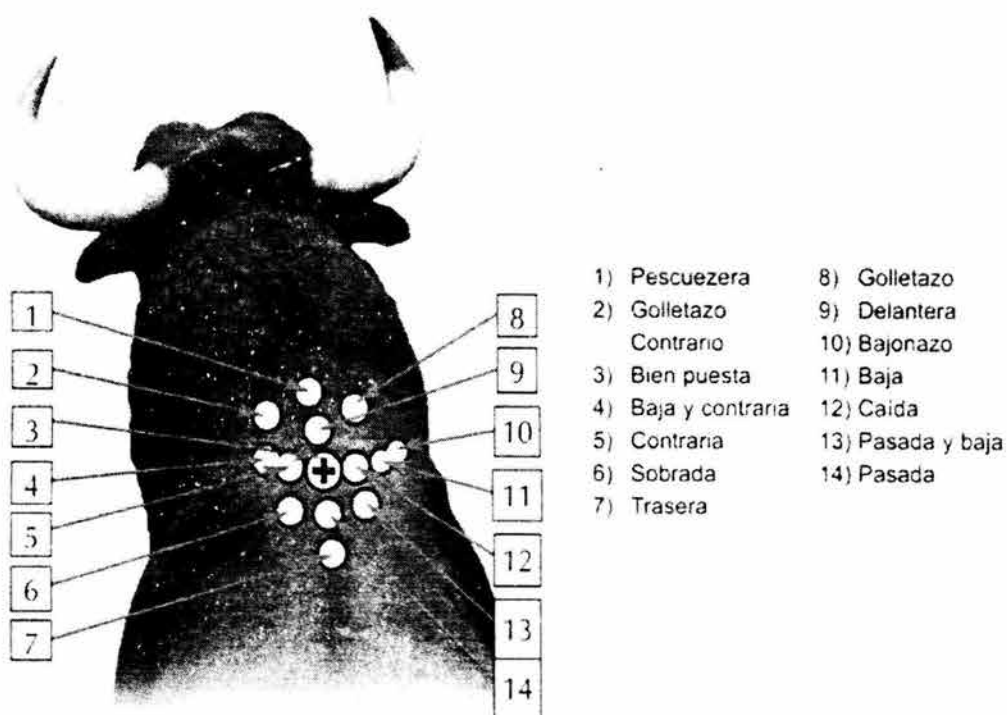 1
2
3
4
5
6
7
8
9
10
11
12
13
14
1) Pescuezera
2) Golletazo
Contrario
3) Bien puesta
4) Baja y contraria
5) Contraria
6) Sobrada
7) Trasera
8) Golletazo
9) Delantera
10) Bajonazo
11) Baja
12) Caida
13) Pasada y baja
14) Pasada